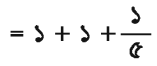 = ১ + ১ + ১/৫